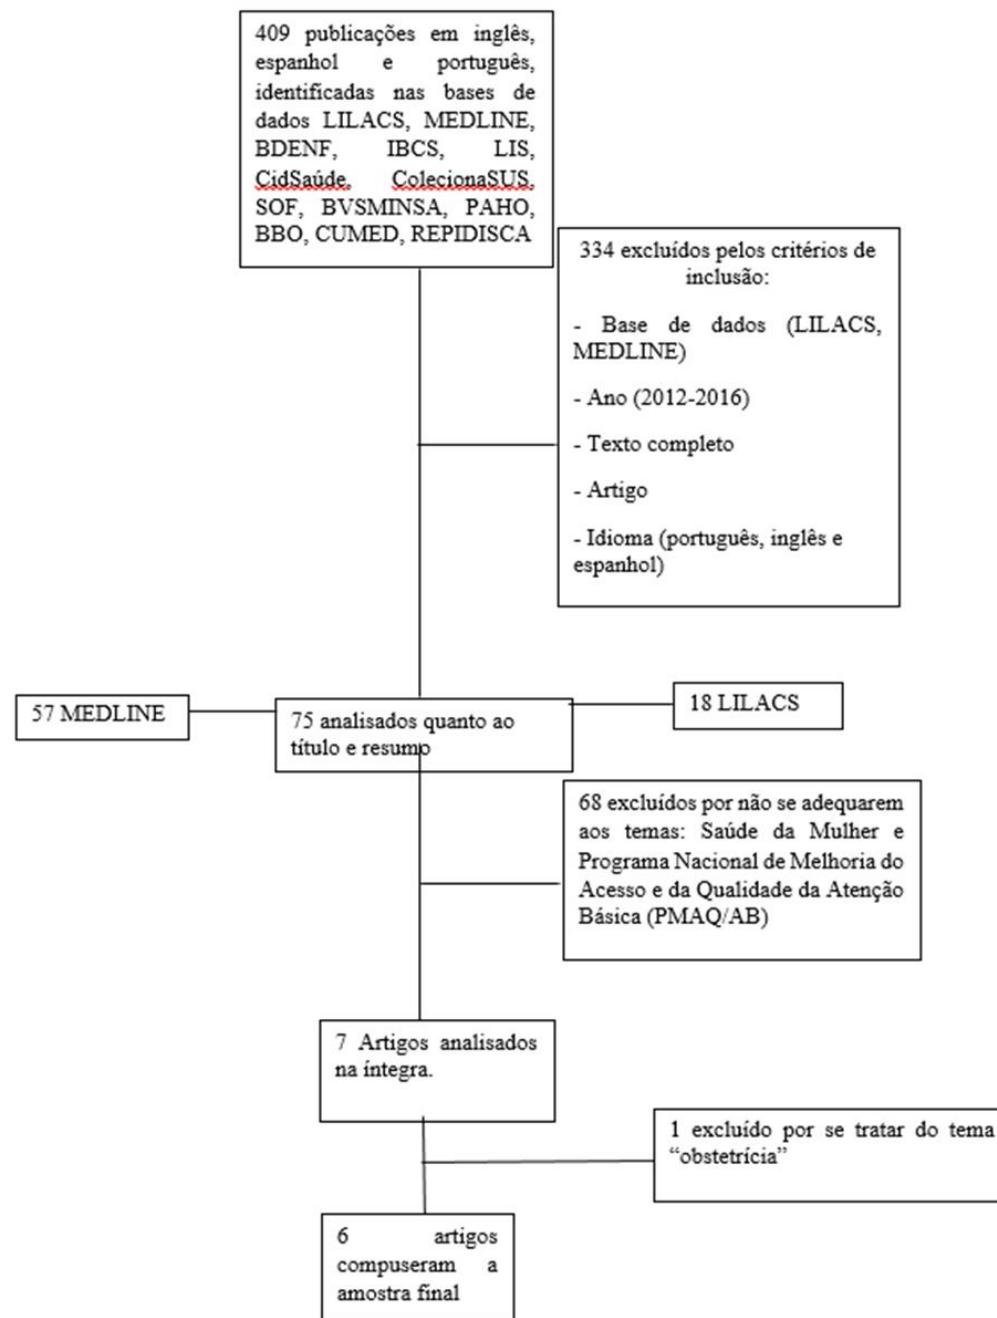 409 publicações em inglês,
espanhol e português,
identificadas nas bases de
dados LILACS, MEDLINE,
BDENF, IBCS, LIS,
CidSaúde, ColecionaSUS,
SOF, BVSMINSA, PAHO,
BBO, CUMED, REPIDISCA
334 excluídos pelos critérios de
inclusão:
- Base de dados (LILACS,
MEDLINE)
- Ano (2012-2016)
- Texto completo
- Artigo
- Idioma (português, inglês e
espanhol)
57 MEDLINE
75 analisados quanto ao
título e resumo
18 LILACS
68 excluídos por não se adequarem
aos temas: Saúde da Mulher e
Programa Nacional de Melhoria do
Acesso e da Qualidade da Atenção
Básica (PMAQ/AB)
7 Artigos analisados
na íntegra.
1 excluído por se tratar do tema
“obstetrícia”
6 artigos
compuseram a
amostra final